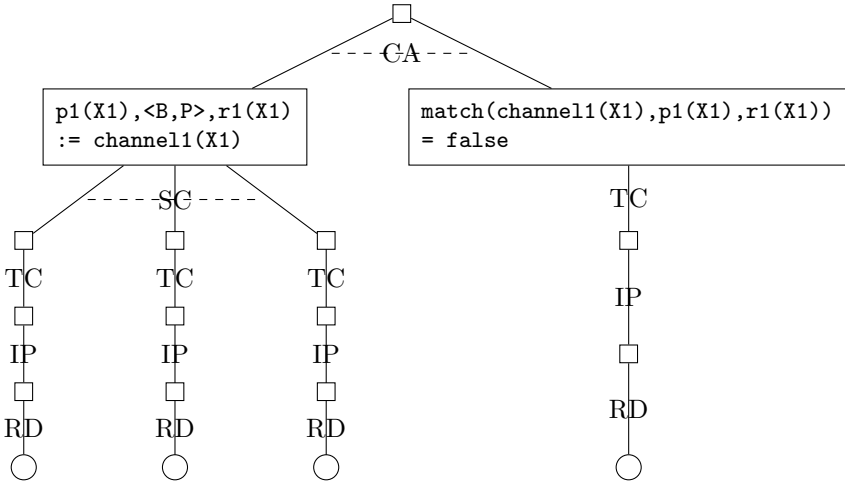 CA
p1(X1),<B,P>,r1(X1)
:= channel1(X1)
match(channel1(X1),p1(X1),r1(X1))
= false
SC
TC
TC
TC
TC
IP
IP
IP
IP
RD
RD
RD
RD